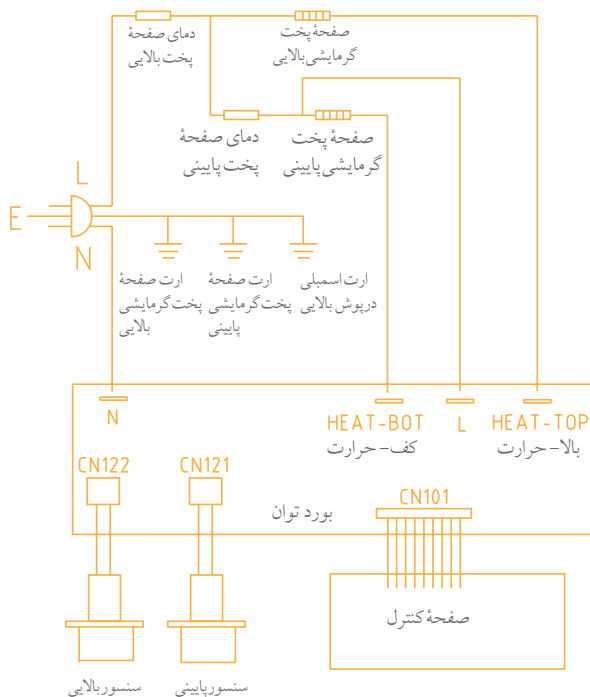 دمای صفحهٔ
پخت بالایی
صفحهٔ پخت
گرمایشی بالایی
دمای صفحهٔ
پخت پایینی
صفحهٔ پخت
گرمایشی پایینی
L
E
N
ارت صفحهٔ
پخت گرمایشی
بالایی
ارت صفحهٔ
پخت گرمایشی
پایینی
ارت اسمبلی
درپوش بالایی
N
HEAT-BOT
کف - حرارت
L
HEAT-TOP
بالا - حرارت
CN122
CN121
بورد توان
CN101
صفحهٔ کنترل
سنسور بالایی
سنسور پایینی